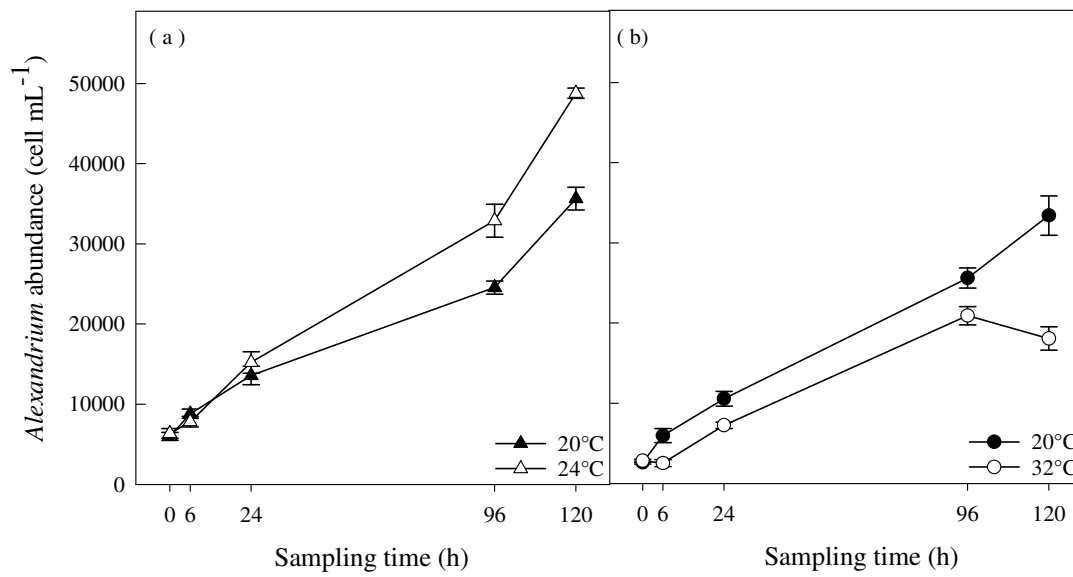 ( a )
( b)
Alexandrium abundance (cell mL⁻¹)
50000
40000
30000
20000
10000
0
20°C
24°C
20°C
32°C
0 6 24 96 120
0 6 24 96 120
Sampling time (h)
Sampling time (h)